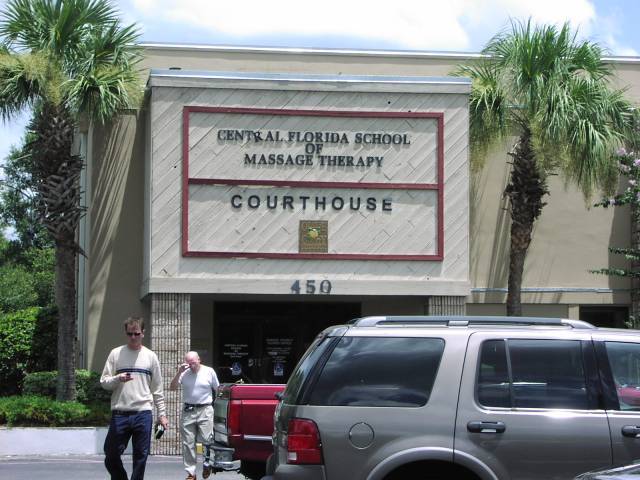 CENTRAL FLORIDA SCHOOL
OF
MASSAGE THERAPY
COURTHOUSE
450